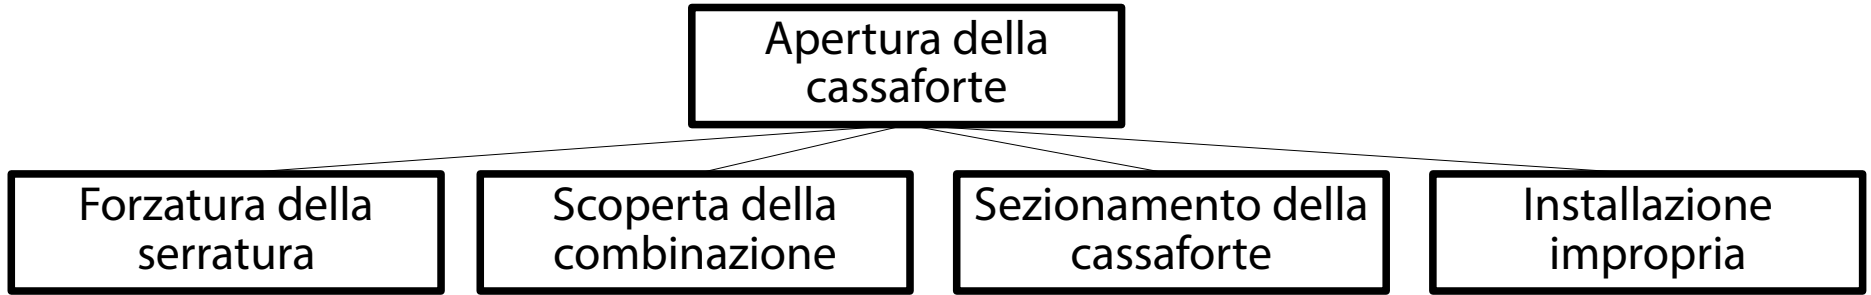 Apertura della
cassaforte
Forzatura della
serratura
Scoperta della
combinazione
Sezionamento della
cassaforte
Installazione
impropria